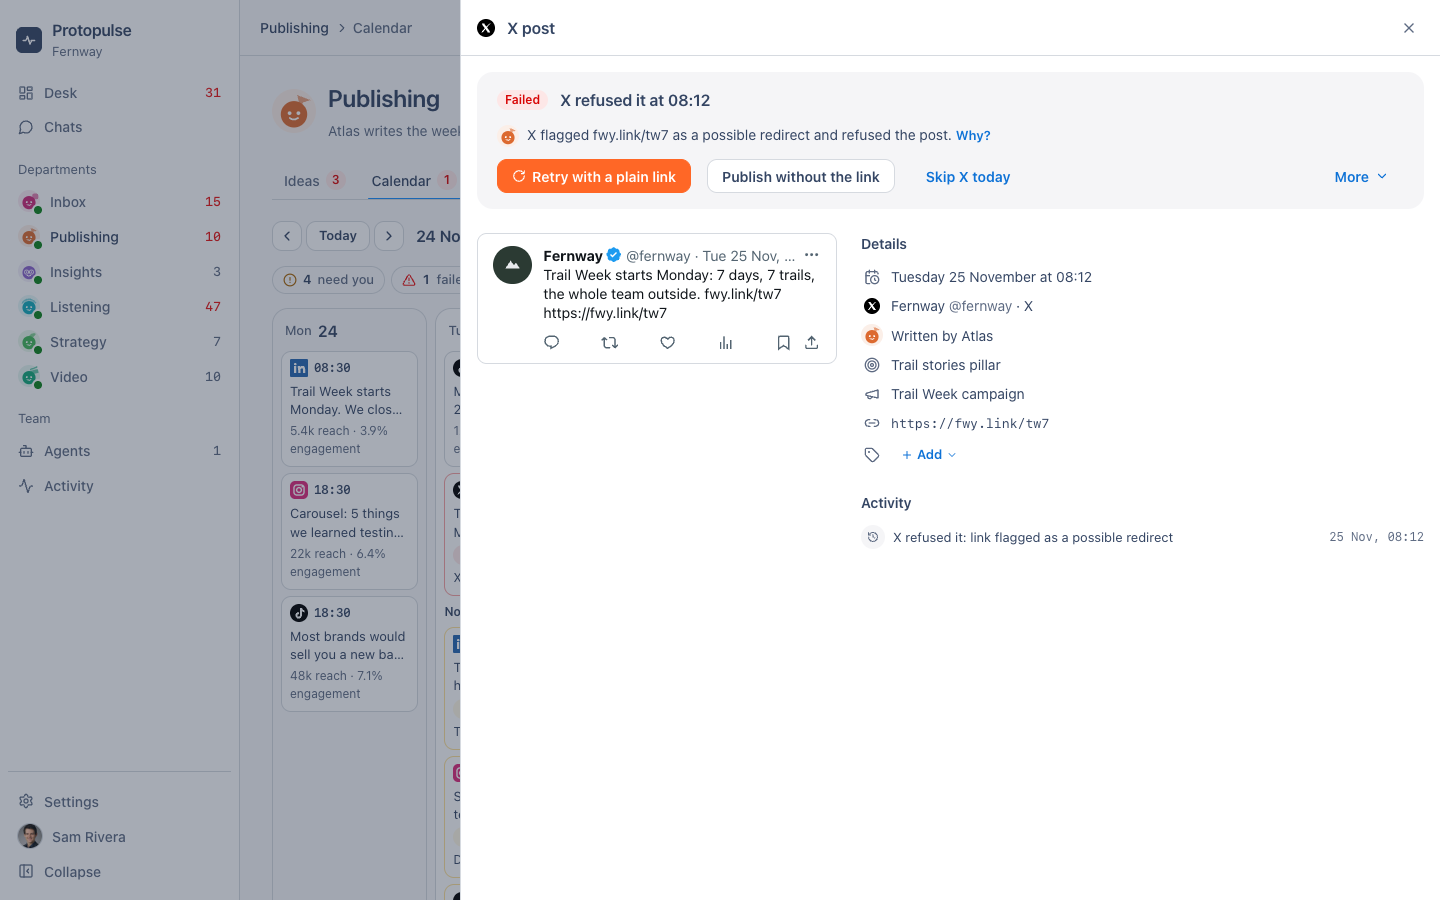 Protopulse
Fernway
Desk 31
Chats
Departments
Inbox 15
Publishing 10
Insights 3
Listening 47
Strategy 7
Video 10
Team
Agents 1
Activity
Settings
Sam Rivera
Collapse
Publishing > Calendar
Publishing
Atlas writes the week
Ideas 3
Calendar 1
Today
24 No
4 need you
1 faile
Mon 24
08:30
Trail Week starts
Monday. We clos...
5.4k reach · 3.9%
engagement
18:30
Carousel: 5 things
we learned testin...
22k reach · 6.4%
engagement
18:30
Most brands would
sell you a new ba...
48k reach · 7.1%
engagement
Tu
No
X post
Failed X refused it at 08:12
X flagged fwy.link/tw7 as a possible redirect and refused the post. Why?
Retry with a plain link
Publish without the link
Skip X today
More
Fernway @fernway · Tue 25 Nov, ...
Trail Week starts Monday: 7 days, 7 trails,
the whole team outside. fwy.link/tw7
https://fwy.link/tw7
Details
Tuesday 25 November at 08:12
Fernway @fernway · X
Written by Atlas
Trail stories pillar
Trail Week campaign
https://fwy.link/tw7
+ Add
Activity
X refused it: link flagged as a possible redirect 25 Nov, 08:12